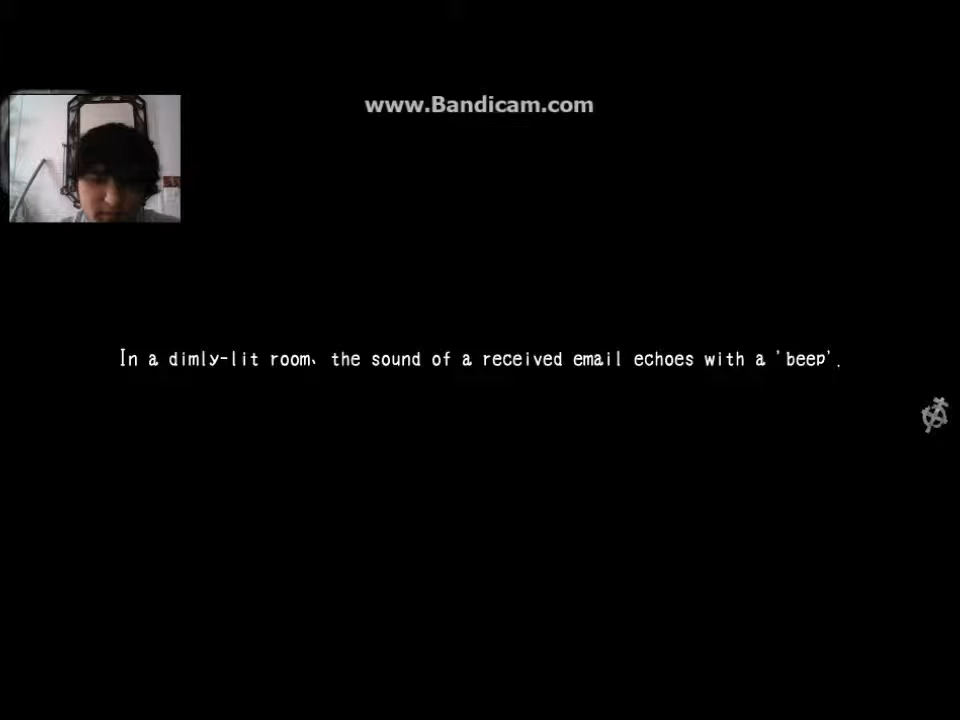 www.Bandicam.com
In a dimly-lit room、the sound of a received email echoes with a 'beep'.